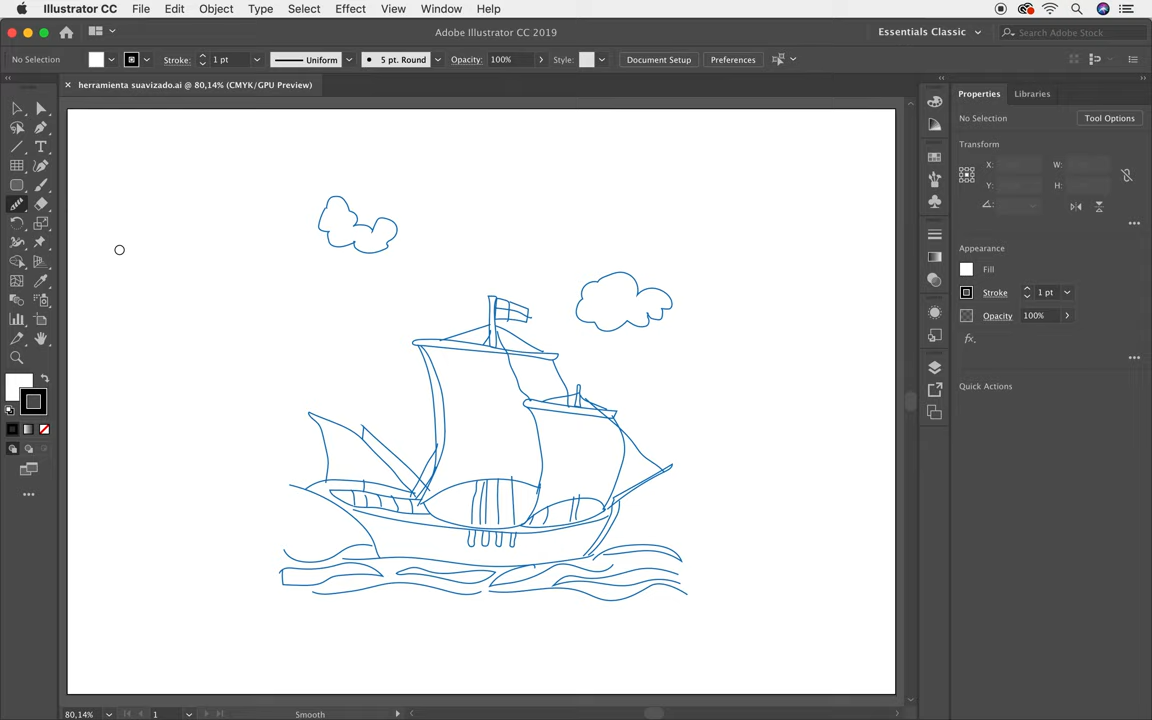 Illustrator CC File Edit Object Type Select Effect View Window Help
Adobe Illustrator CC 2019
Essentials Classic
Search Adobe Stock
No Selection Stroke: 1 pt Uniform 5 pt. Round Opacity: 100% Style: Document Setup Preferences
herramienta suavizado.ai @ 80,14% (CMYK/GPU Preview)
Properties Libraries
No Selection Tool Options
Transform
X: W:
Y: H:
Appearance
Fill
Stroke 1 pt
Opacity 100%
fx.
Quick Actions
80,14% 1 Smooth